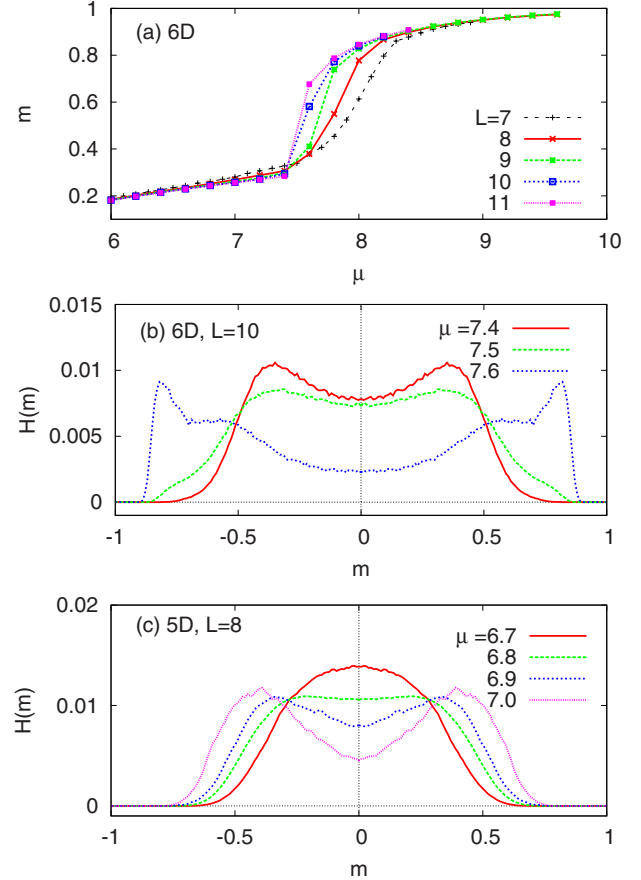 (a) 6D
m
1
0.8
0.6
0.4
0.2
L=7
8
9
10
11
6 7 8 9 10
μ
(b) 6D, L=10
μ =7.4
7.5
7.6
H(m)
0.015
0.01
0.005
0
-1 -0.5 0 0.5 1
m
(c) 5D, L=8
μ =6.7
6.8
6.9
7.0
H(m)
0.02
0.01
0
-1 -0.5 0 0.5 1
m